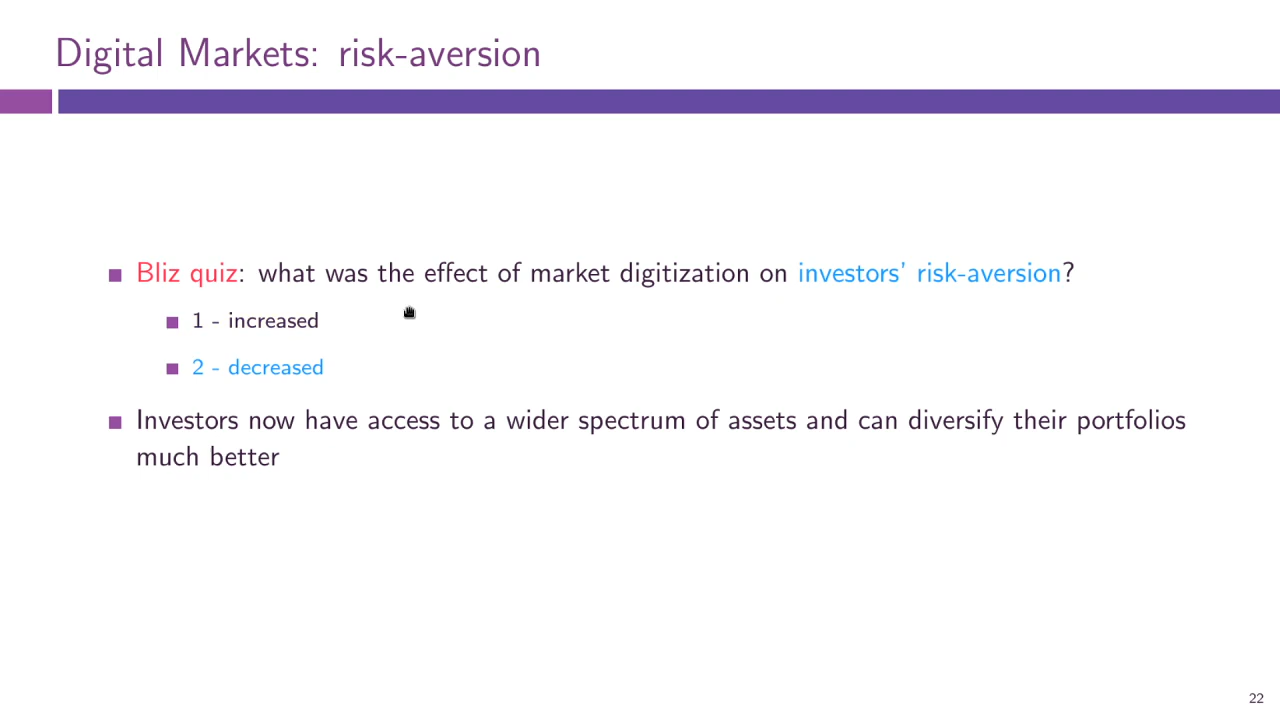 Digital Markets: risk-aversion
Bliz quiz: what was the effect of market digitization on investors' risk-aversion?
1 - increased
2 - decreased
Investors now have access to a wider spectrum of assets and can diversify their portfolios
much better
22